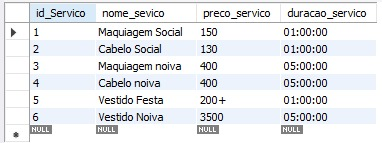 id_Servico nome_sevico preco_servico duracao_servico
1 Maquiagem Social 150 01:00:00
2 Cabelo Social 130 01:00:00
3 Maquiagem noiva 400 05:00:00
4 Cabelo noiva 400 05:00:00
5 Vestido Festa 200+ 01:00:00
6 Vestido Noiva 3500 05:00:00
NULL NULL NULL NULL